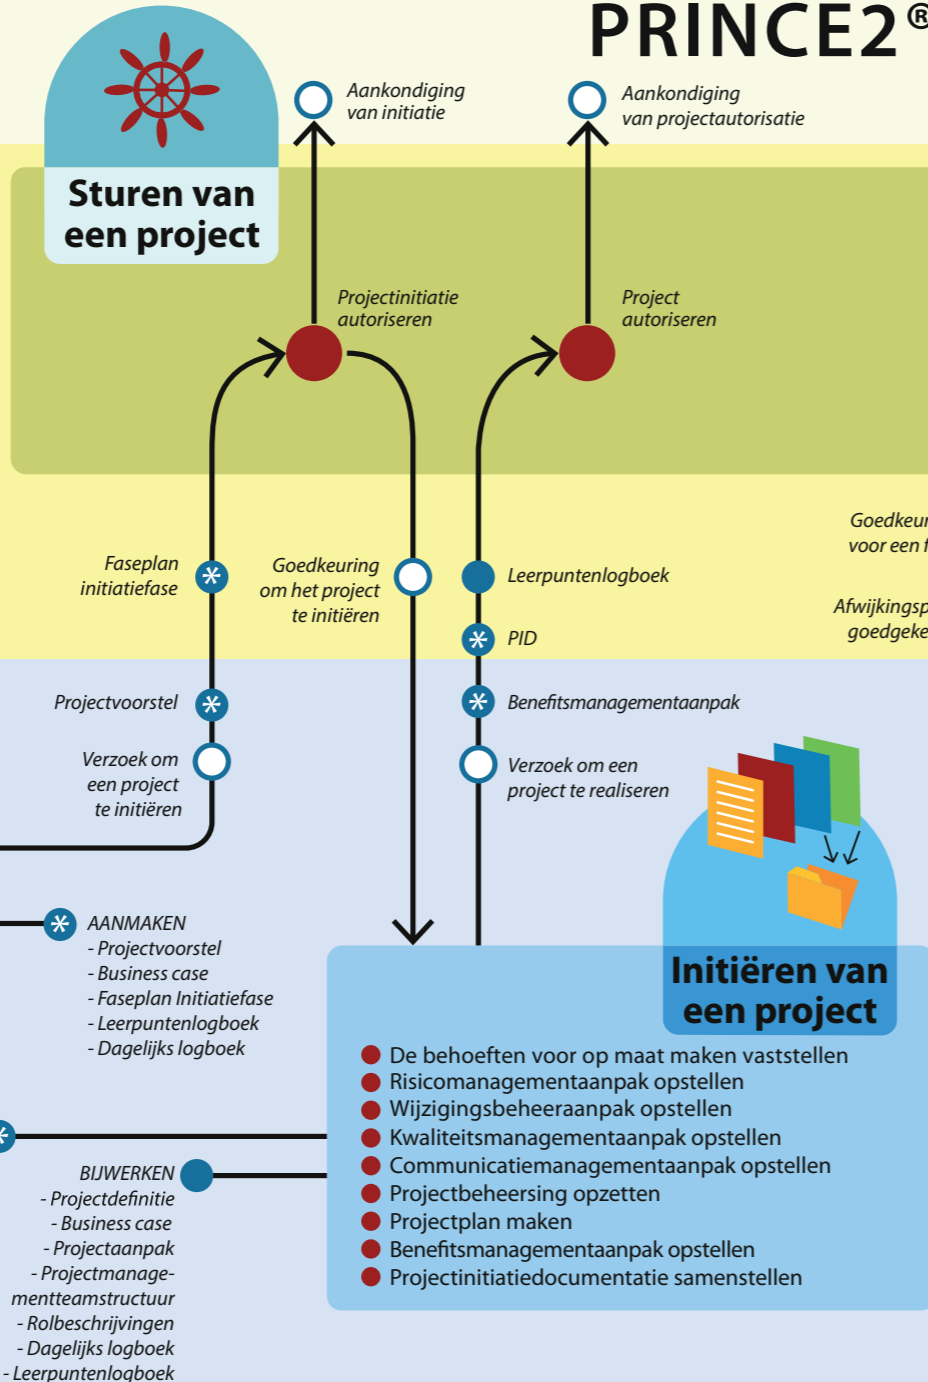 PRINCE2®
Aankondiging
van initiatie
Aankondiging
van projectautorisatie
Sturen van
een project
Projectinitiatie
autoriseren
Project
autoriseren
Faseplan
initiatiefase
Goedkeuring
om het project
te initiëren
Leerpuntenlogboek
PID
Projectvoorstel
Benefitsmanagementaanpak
Verzoek om
een project
te initiëren
Verzoek om een
project te realiseren
voor een
AANMAKEN
- Projectvoorstel
- Business case
- Faseplan Initiatiefase
- Leerpuntenlogboek
- Dagelijks logboek
Initiëren van
een project
De behoeften voor op maat maken vaststellen
Risicomanagementaanpak opstellen
Wijzigingsbeheeraanpak opstellen
Kwaliteitsmanagementaanpak opstellen
Communicatiemanagementaanpak opstellen
Projectbeheersing opzetten
Projectplan maken
Benefitsmanagementaanpak opstellen
Projectinitiatiedocumentatie samenstellen
BIJWERKEN
- Projectdefinitie
- Business case
- Projectaanpak
- Projectmanage-
mentteamstructuur
- Rolbeschrijvingen
- Dagelijks logboek
- Leerpuntenlogboek